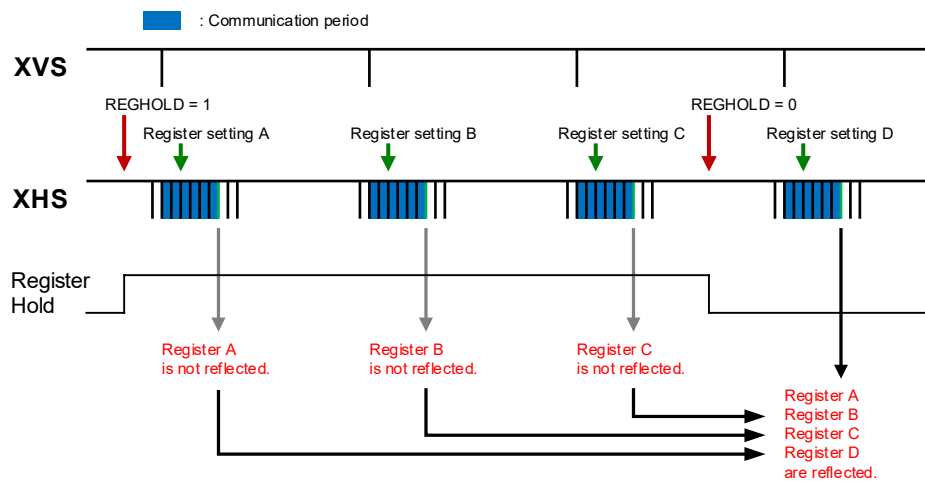 : Communication period
XVS
REGHOLD = 1
REGHOLD = 0
Register setting A
Register setting B
Register setting C
Register setting D
XHS
Register
Hold
Register A
is not reflected.
Register B
is not reflected.
Register C
is not reflected.
Register A
Register B
Register C
Register D
are reflected.